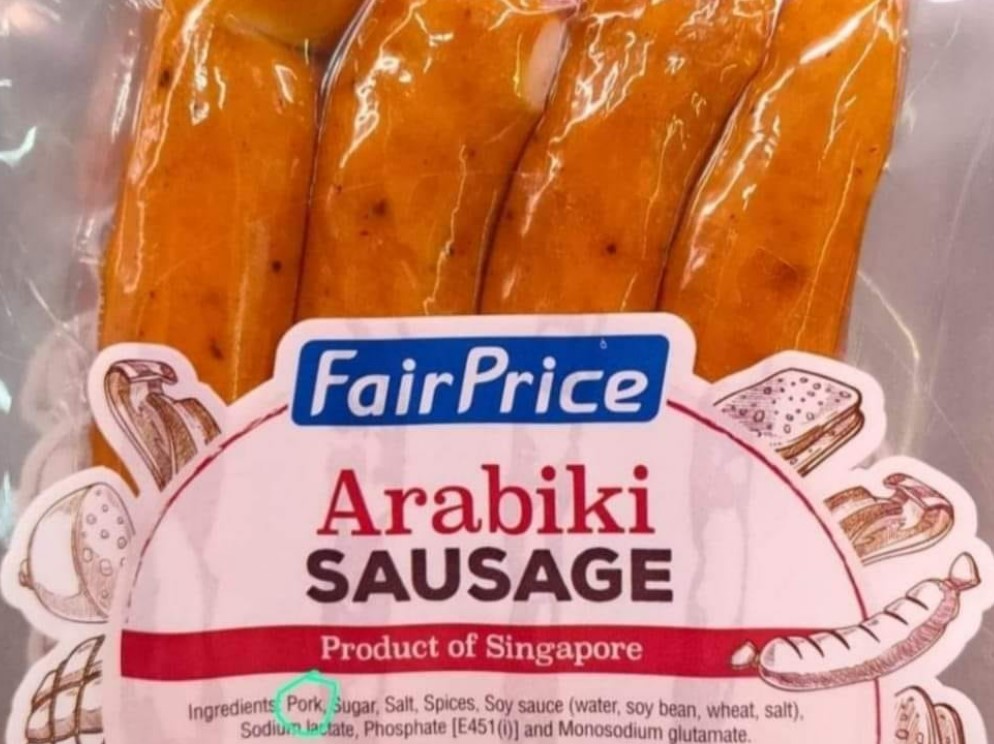 FairPrice
Arabiki
SAUSAGE
Product of Singapore
Ingredients: Pork, Sugar, Salt, Spices, Soy sauce (water, soy bean, wheat, salt),
Sodium lactate, Phosphate [E451(i)] and Monosodium glutamate.